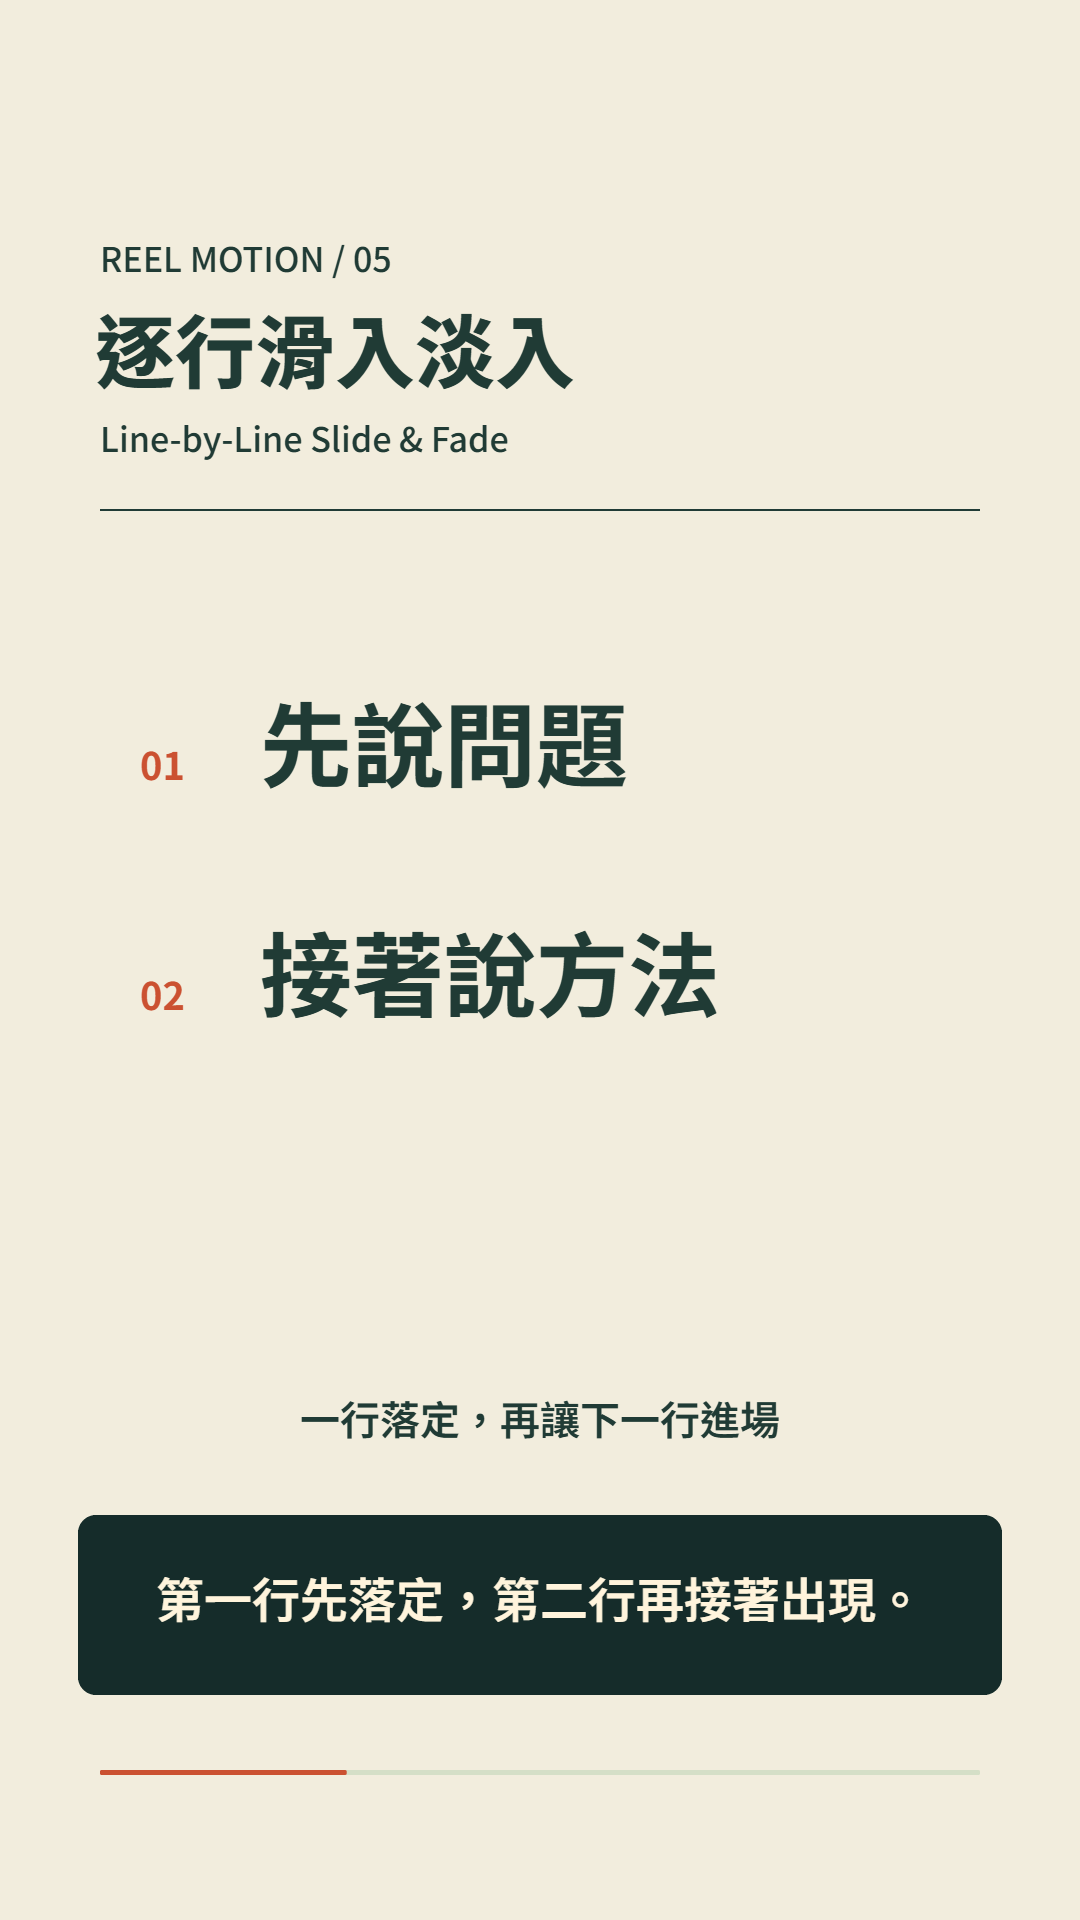 REEL MOTION / 05
逐行滑入淡入
Line-by-Line Slide & Fade
01 先說問題
02 接著說方法
一行落定，再讓下一行進場
第一行先落定，第二行再接著出現。